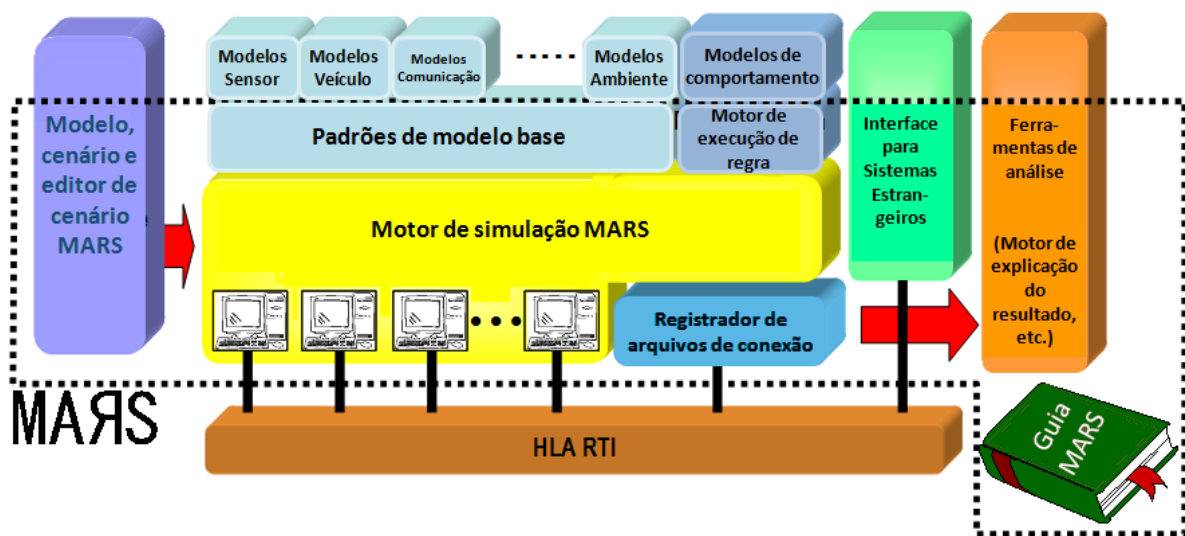 Modelo,
cenário e
editor de
cenário
MARS
Modelos
Sensor
Modelos
Veículo
Modelos
Comunicação
Modelos
Ambiente
Modelos de
comportamento
Padrões de modelo base
Motor de
execução de
regra
Motor de simulação MARS
Registrador de
arquivos de conexão
Interface
para
Sistemas
Estran-
geiros
Ferra-
mentas de
análise
(Motor de
explicação
do
resultado,
etc.)
MAЯS
HLA RTI
Guia
MARS